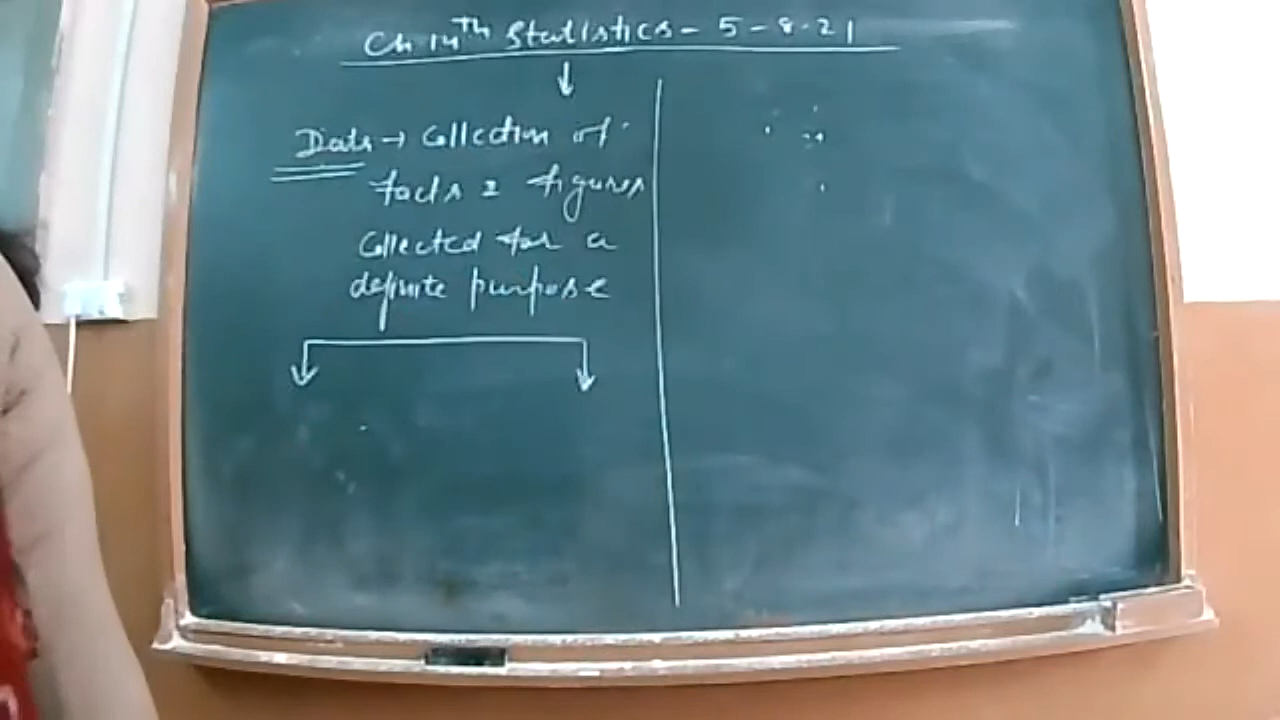 Ch 14th Statistics - 5-8-21
↓
Data → Collection of
facts & figures
Collected for a
definite purpose